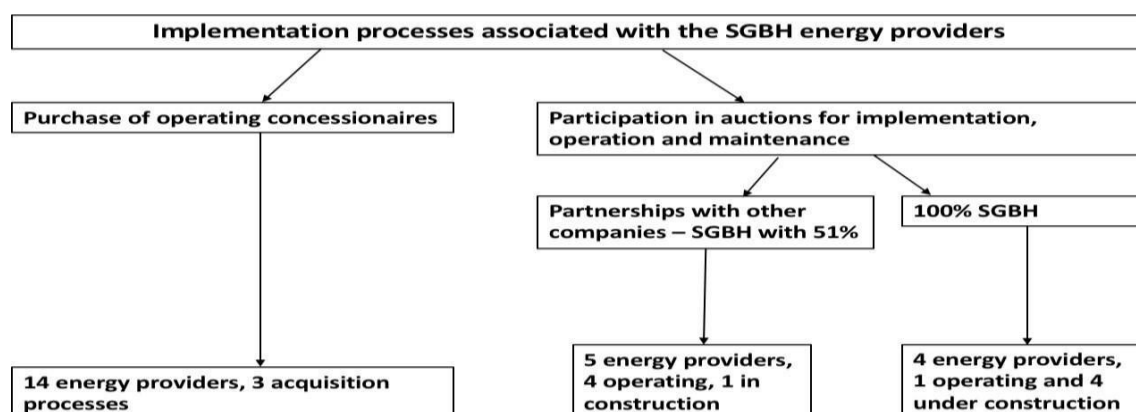 Implementation processes associated with the SGBH energy providers
Purchase of operating concessionaires
Participation in auctions for implementation,
operation and maintenance
Partnerships with other
companies – SGBH with 51%
100% SGBH
14 energy providers, 3 acquisition
processes
5 energy providers,
4 operating, 1 in
construction
4 energy providers,
1 operating and 4
under construction